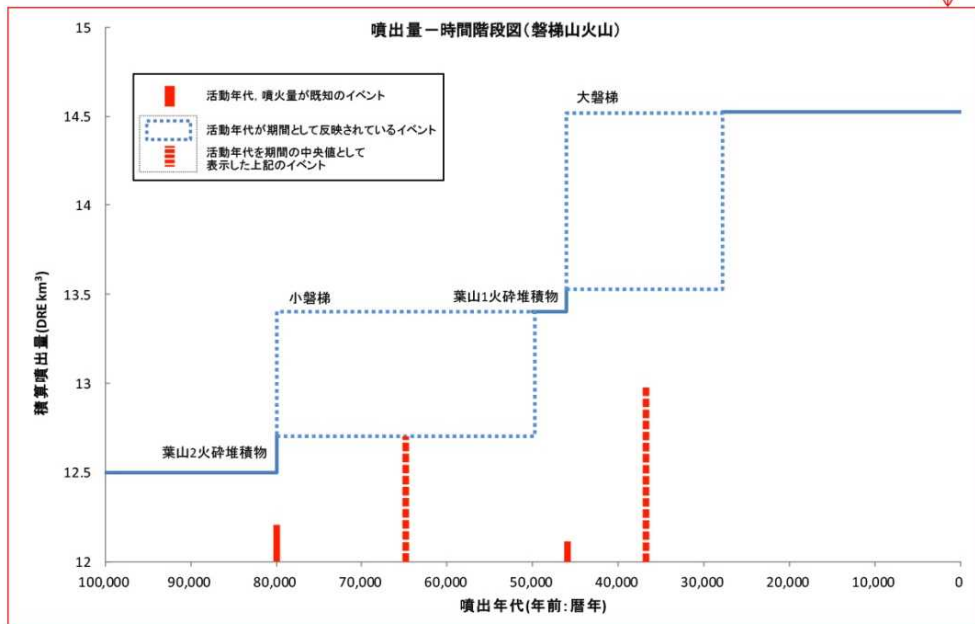 噴出量－時間階段図(磐梯山火山)
15
14.5
14
13.5
13
12.5
12
積算噴出量(DRE km³)
活動年代，噴火量が既知のイベント
活動年代が期間として反映されているイベント
活動年代を期間の中央値として
表示した上記のイベント
大磐梯
小磐梯
葉山1火砕堆積物
葉山2火砕堆積物
100,000
90,000
80,000
70,000
60,000
50,000
40,000
30,000
20,000
10,000
0
噴出年代(年前：暦年)